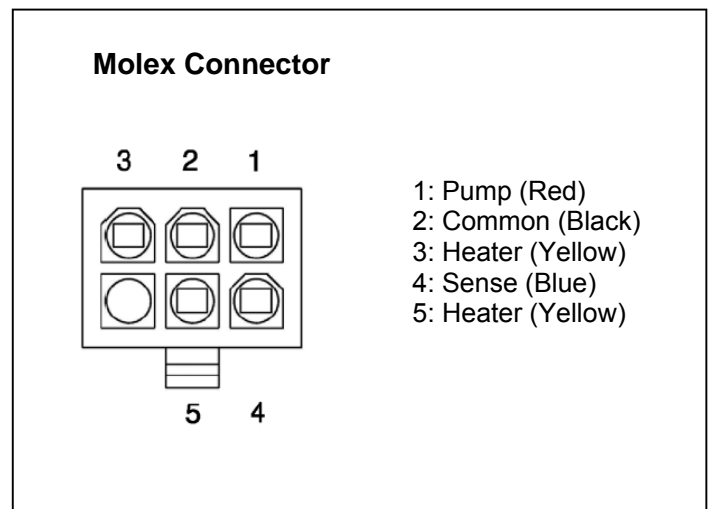 Molex Connector
3 2 1
1: Pump (Red)
2: Common (Black)
3: Heater (Yellow)
4: Sense (Blue)
5: Heater (Yellow)
5 4